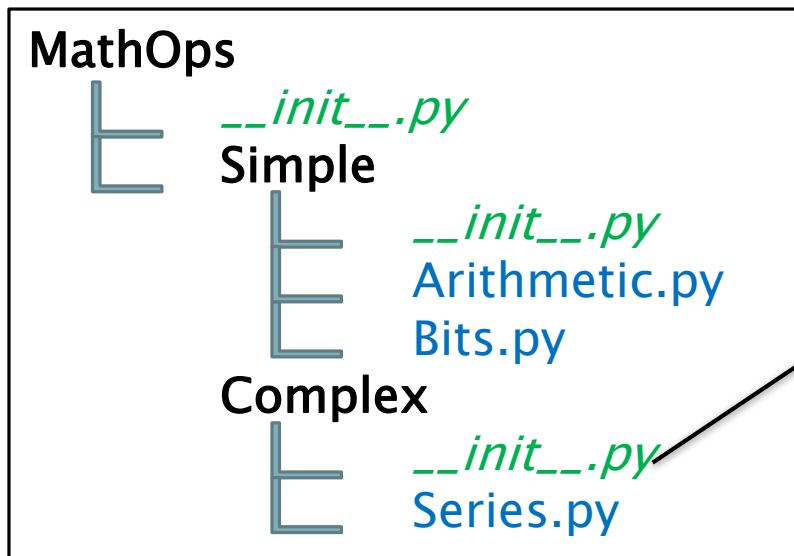 MathOps
__init__.py
Simple
__init__.py
Arithmetic.py
Bits.py
Complex
__init__.py
Series.py